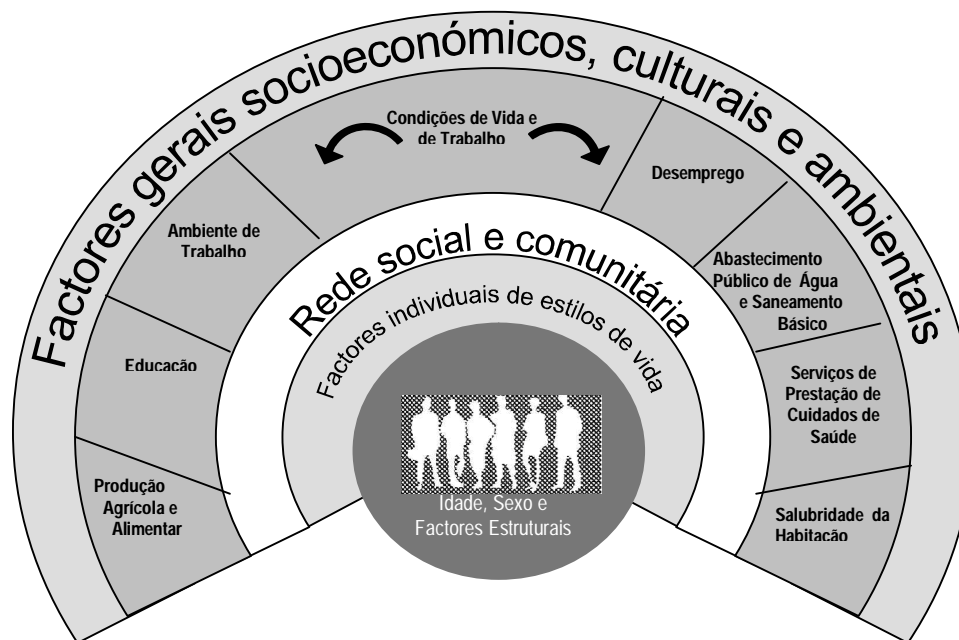 Factores gerais socioeconómicos, culturais e ambientais
Condições de Vida e
de Trabalho
Desemprego
Ambiente de
Trabalho
Abastecimento
Público de Água
e Saneamento
Básico
Educação
Serviços de
Prestação de
Cuidados de
Saúde
Produção
Agrícola e
Alimentar
Salubridade da
Habitação
Rede social e comunitária
Factores individuais de estilos de vida
Idade, Sexo e
Factores Estruturais